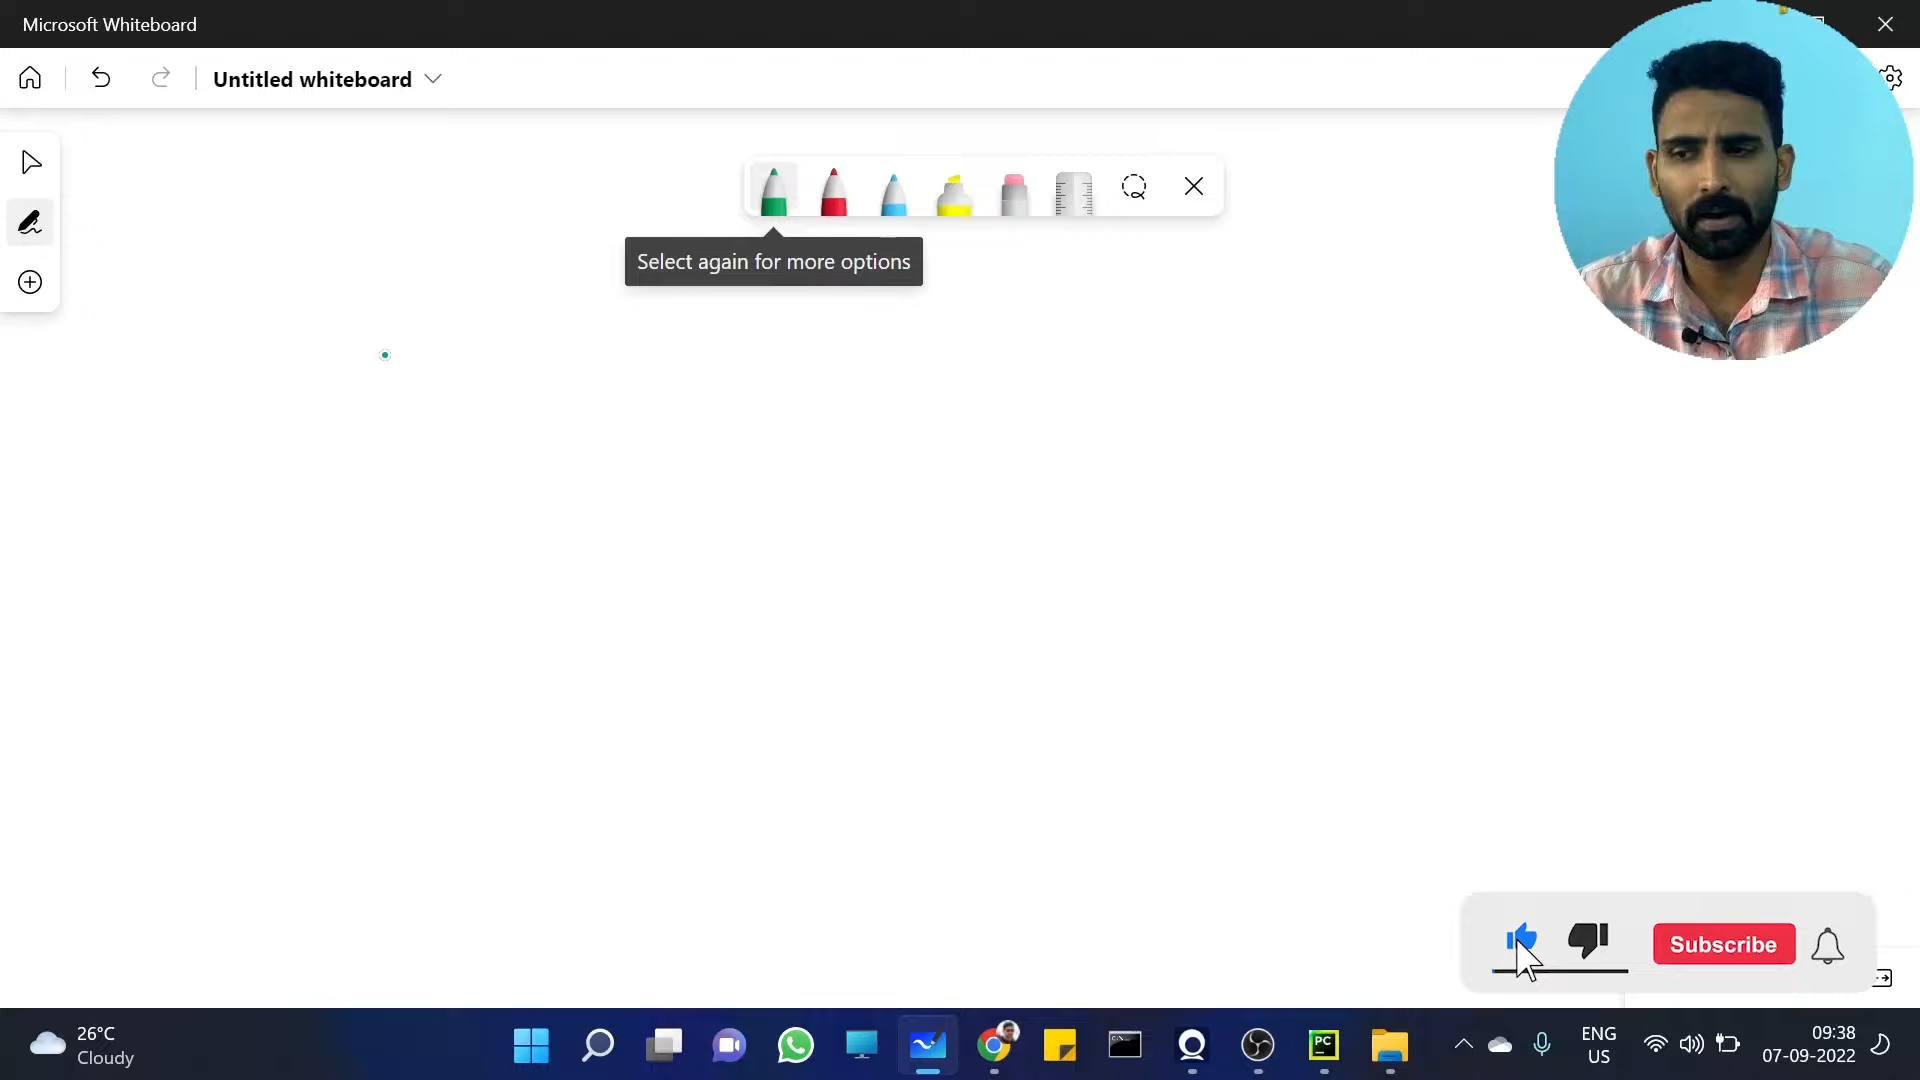 Microsoft Whiteboard
Untitled whiteboard
Select again for more options
Subscribe
26°C
Cloudy
PC
ENG
US
09:38
07-09-2022